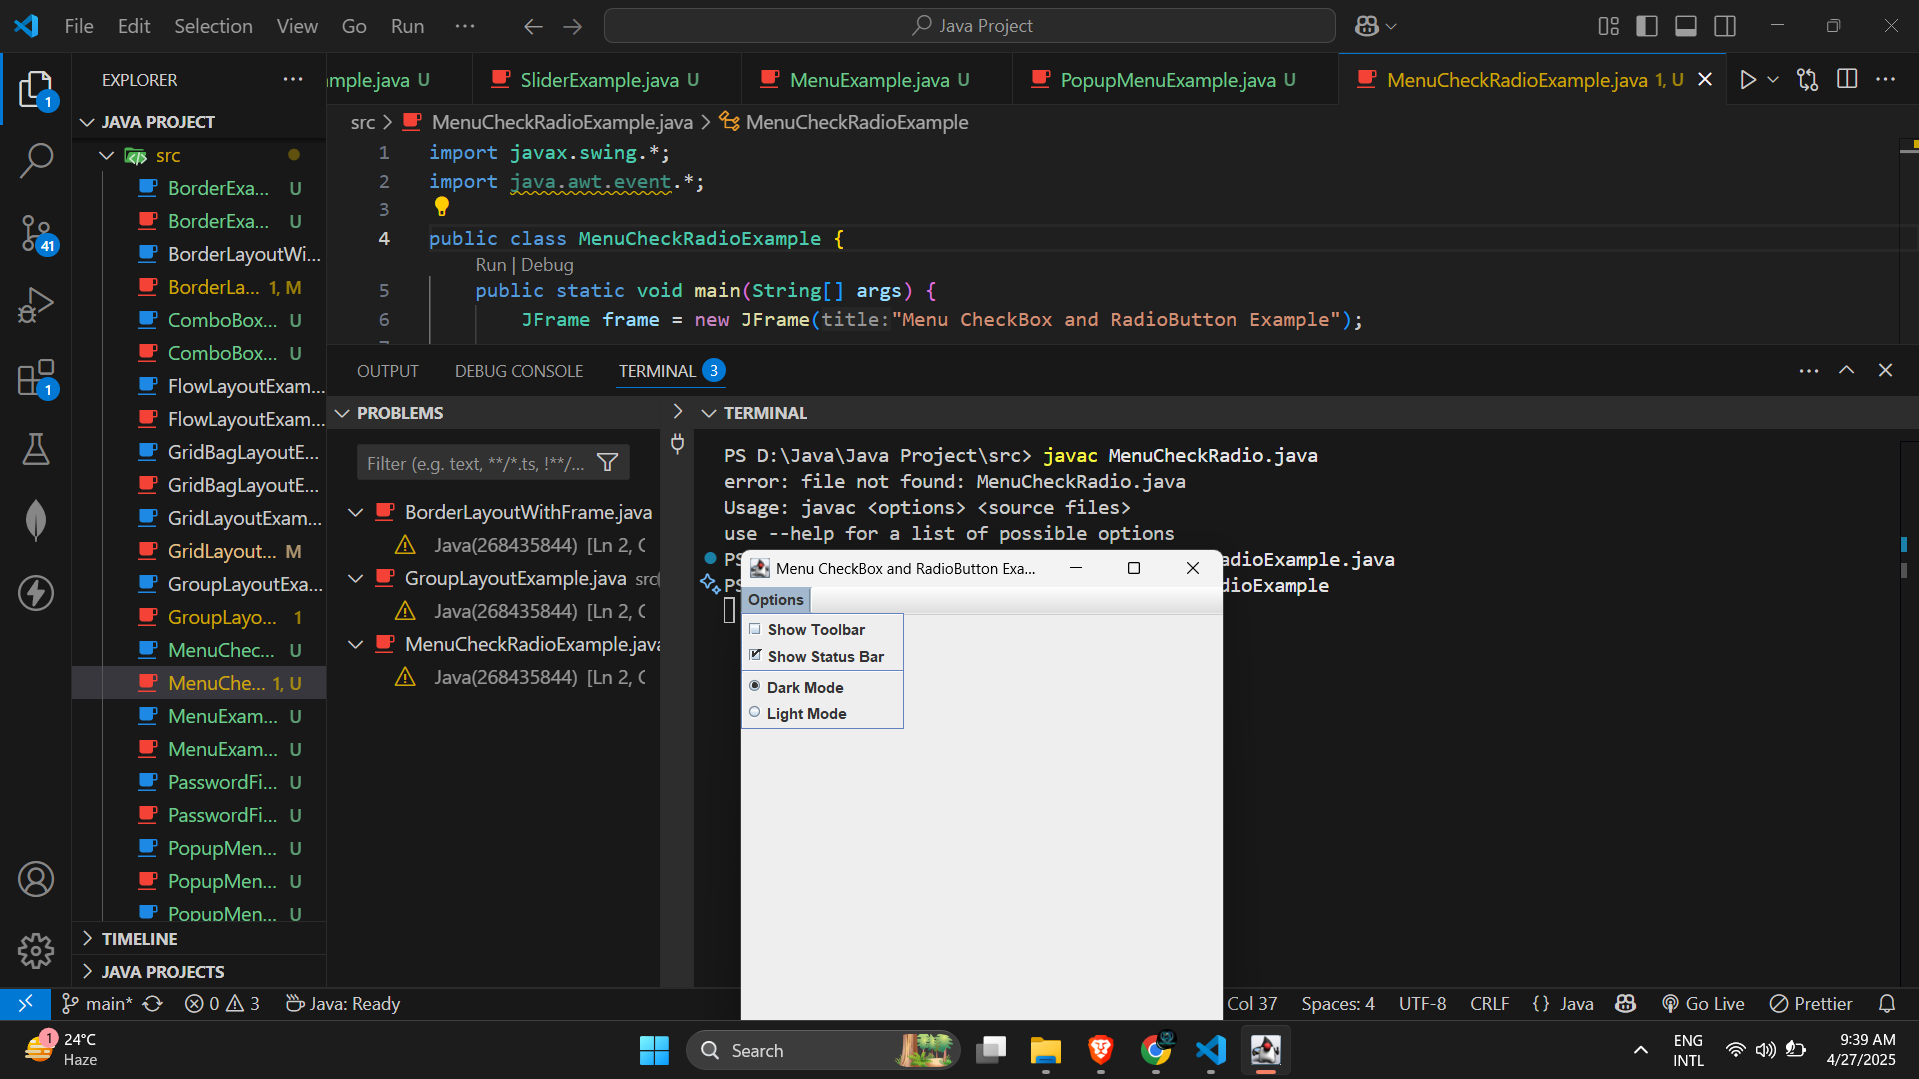 File Edit Selection View Go Run ···
Java Project
EXPLORER ···
mple.java U
SliderExample.java U
MenuExample.java U
PopupMenuExample.java U
MenuCheckRadioExample.java 1, U
JAVA PROJECT
src
BorderExa... U
BorderExa... U
BorderLayoutWi...
BorderLa... 1, M
ComboBox... U
ComboBox... U
FlowLayoutExam...
FlowLayoutExam...
GridBagLayoutE...
GridBagLayoutE...
GridLayoutExam...
GridLayout... M
GroupLayoutExa...
GroupLayo... 1
MenuChec... U
MenuChe... 1, U
MenuExam... U
MenuExam... U
PasswordFi... U
PasswordFi... U
PopupMen... U
PopupMen... U
PopupMen... U
TIMELINE
JAVA PROJECTS
1
41
1
src > MenuCheckRadioExample.java > MenuCheckRadioExample
1 import javax.swing.*;
2 import java.awt.event.*;
3
4 public class MenuCheckRadioExample {
Run | Debug
5 public static void main(String[] args) {
6 JFrame frame = new JFrame(title:"Menu CheckBox and RadioButton Example");
OUTPUT DEBUG CONSOLE TERMINAL 3
PROBLEMS
Filter (e.g. text, **/*.ts, !**/...
BorderLayoutWithFrame.java
Java(268435844) [Ln 2, C
GroupLayoutExample.java src(
Java(268435844) [Ln 2, C
MenuCheckRadioExample.java
Java(268435844) [Ln 2, C
TERMINAL
PS D:\Java\Java Project\src> javac MenuCheckRadio.java
error: file not found: MenuCheckRadio.java
Usage: javac <options> <source files>
use --help for a list of possible options
PS adioExample.java
PS dioExample
Menu CheckBox and RadioButton Exa...
Options
Show Toolbar
Show Status Bar
Dark Mode
Light Mode
main* 0 3 Java: Ready
Col 37 Spaces: 4 UTF-8 CRLF {} Java Go Live Prettier
1
24°C
Haze
Search
ENG
INTL
9:39 AM
4/27/2025